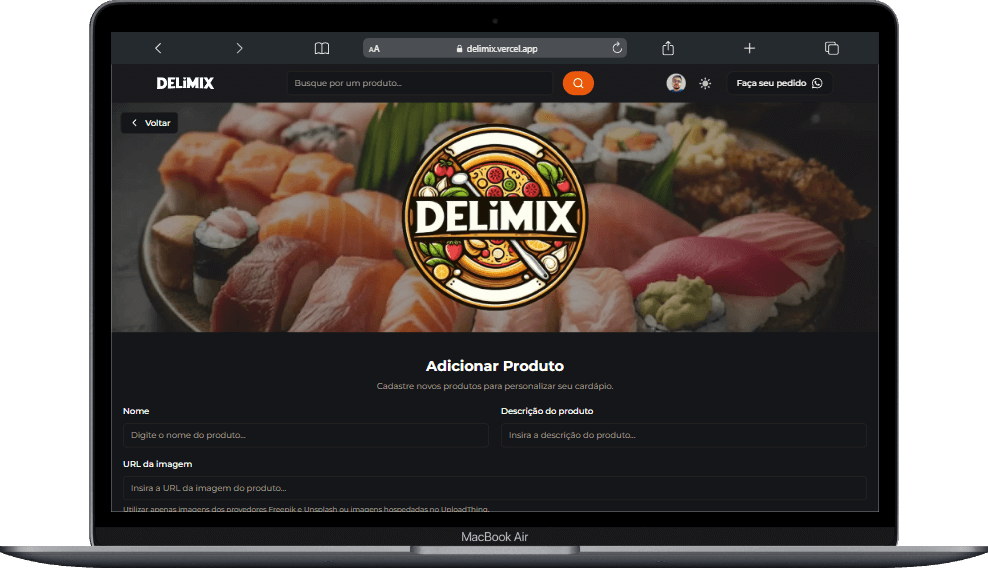 AA delimix.vercel.app
DELiMIX Busque por um produto... Faça seu pedido
Voltar
DELiMIX
Adicionar Produto
Cadastre novos produtos para personalizar seu cardápio.
Nome Descrição do produto
Digite o nome do produto... Insira a descrição do produto...
URL da imagem
Insira a URL da imagem do produto...
Utilizar apenas imagens dos provedores Freepik e Unsplash ou imagens hospedadas no UploadThing.
MacBook Air